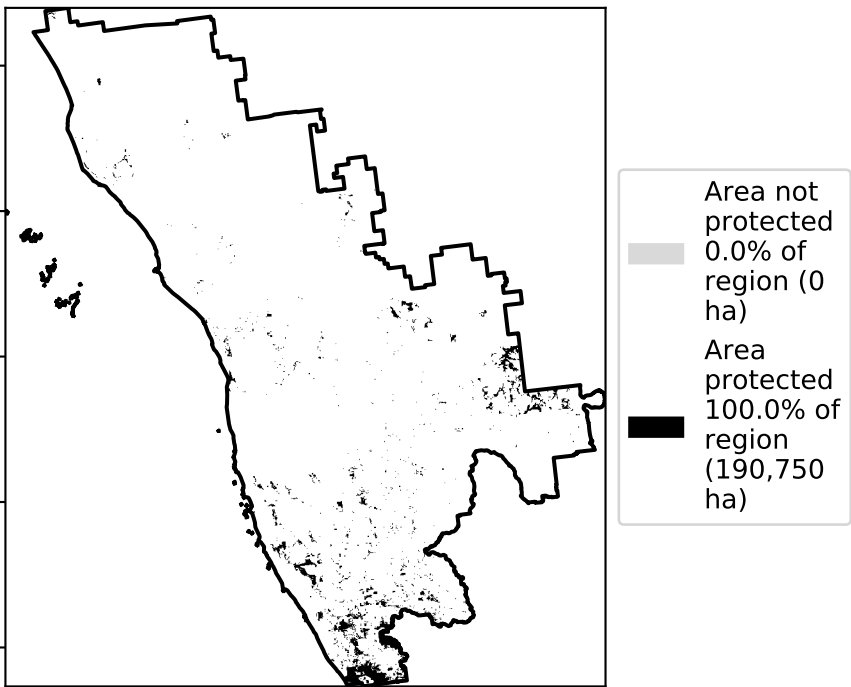 Area not
protected
0.0% of
region (0
ha)
Area
protected
100.0% of
region
(190,750
ha)